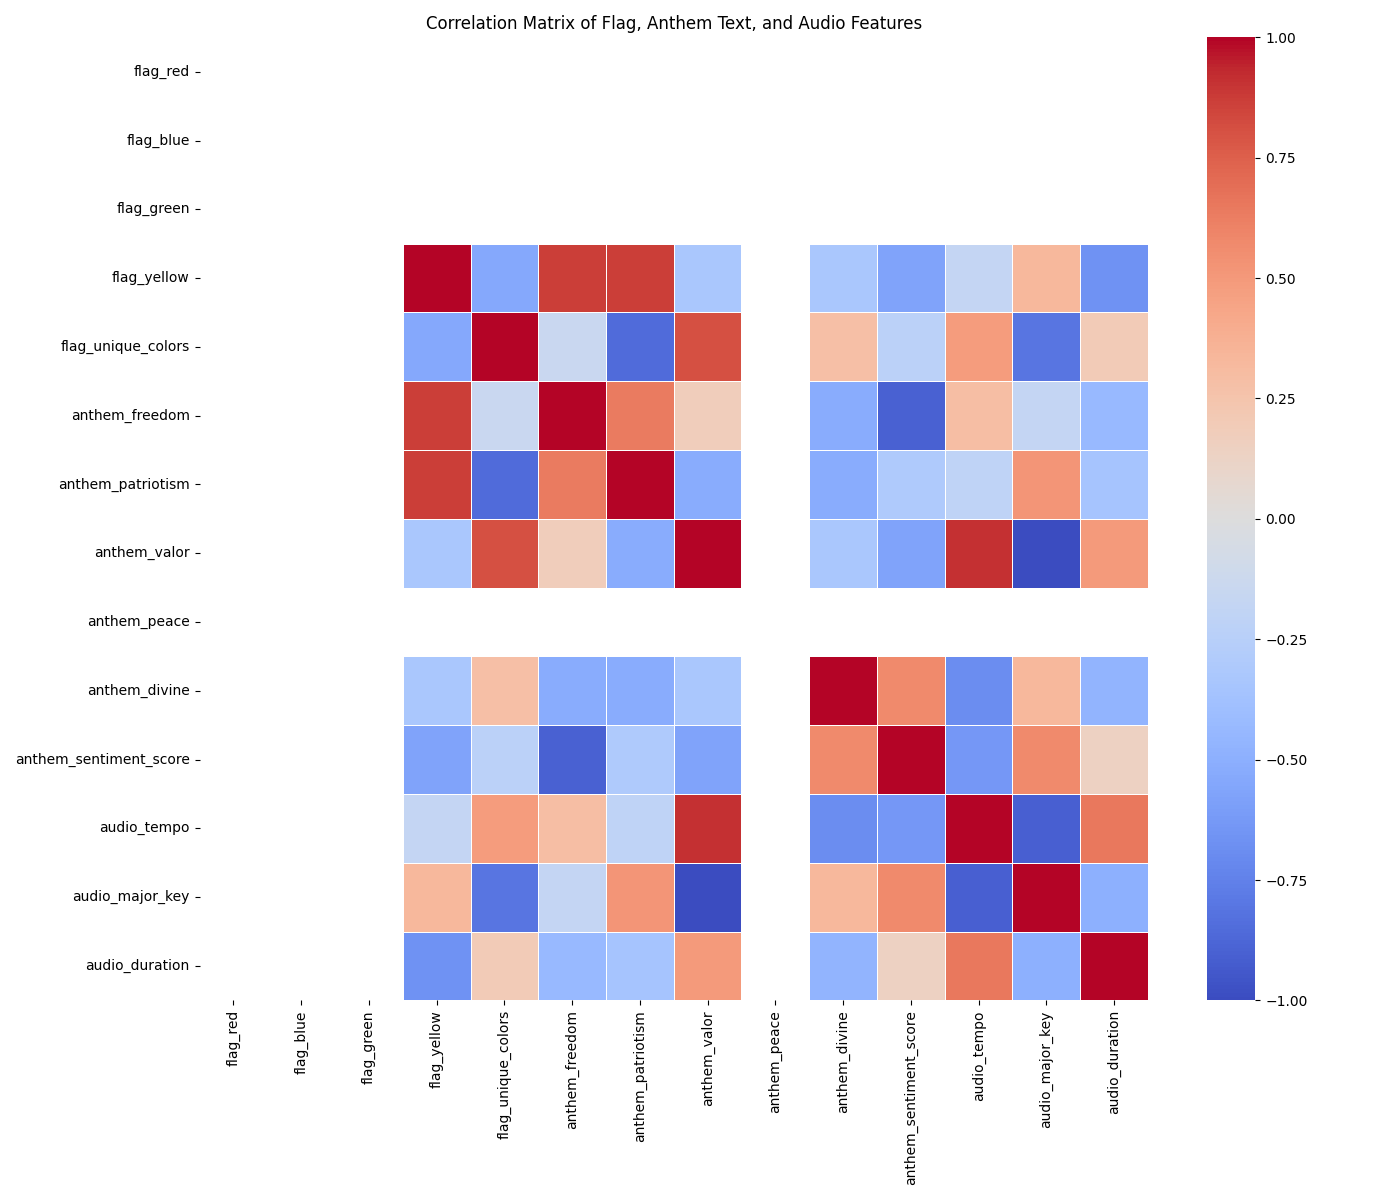 Correlation Matrix of Flag, Anthem Text, and Audio Features
flag_red
flag_blue
flag_green
flag_yellow
flag_unique_colors
anthem_freedom
anthem_patriotism
anthem_valor
anthem_peace
anthem_divine
anthem_sentiment_score
audio_tempo
audio_major_key
audio_duration
flag_red
flag_blue
flag_green
flag_yellow
flag_unique_colors
anthem_freedom
anthem_patriotism
anthem_valor
anthem_peace
anthem_divine
anthem_sentiment_score
audio_tempo
audio_major_key
audio_duration
1.00
0.75
0.50
0.25
0.00
−0.25
−0.50
−0.75
−1.00